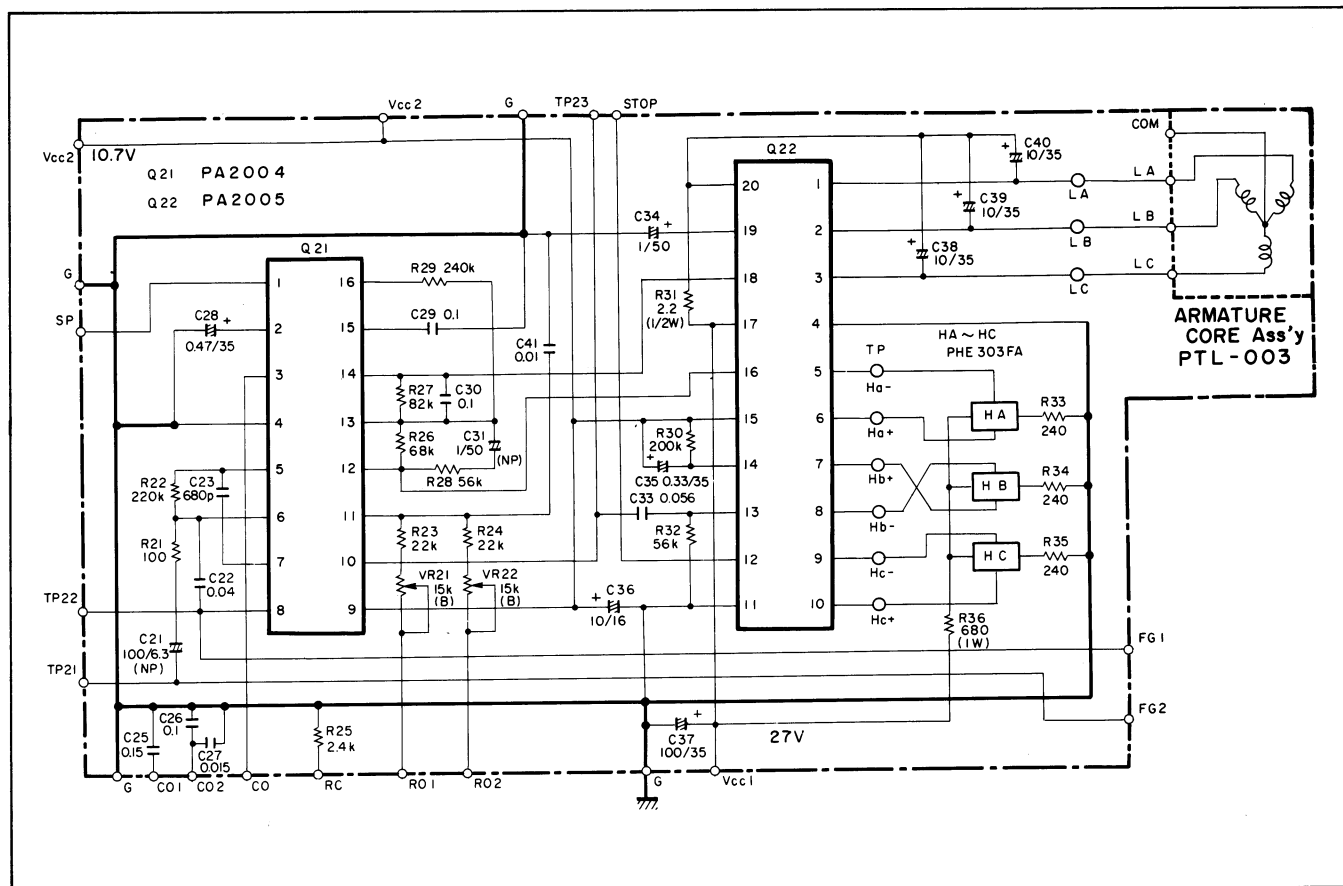 Vcc2
G
TP23
STOP
COM
Vcc2
10.7V
Q21 PA2004
Q22 PA2005
G
SP
TP22
TP21
Q21
1
2
3
4
5
6
7
8
16
15
14
13
12
11
10
9
C28
+
0.47/35
R22
220k
C23
680p
R21
100
C22
0.04
C21
100/6.3
(NP)
R29 240k
C29 0.1
C41
0.01
R27
82k
C30
0.1
R26
68k
C31
1/50
(NP)
R28 56k
R23
22k
R24
22k
VR21
15k
(B)
VR22
15k
(B)
C34
+
1/50
R31
2.2
(1/2W)
R30
200k
+
C35 0.33/35
C33 0.056
R32
56k
+
C36
10/16
Q22
20
19
18
17
16
15
14
13
12
11
1
2
3
4
5
6
7
8
9
10
+
C40
10/35
+
C39
10/35
+
C38
10/35
LA
LB
LC
LA
LB
LC
ARMATURE
CORE Ass'y
PTL-003
HA~HC
PHE303FA
TP
Ha-
Ha+
Hb+
Hb-
Hc-
Hc+
HA
HB
HC
R33
240
R34
240
R35
240
R36
680
(1W)
FG1
FG2
C25
0.15
C26
0.1
C27
0.015
R25
2.4k
+
C37
100/35
27V
G
CO1
CO2
CO
RC
RO1
RO2
G
Vcc1